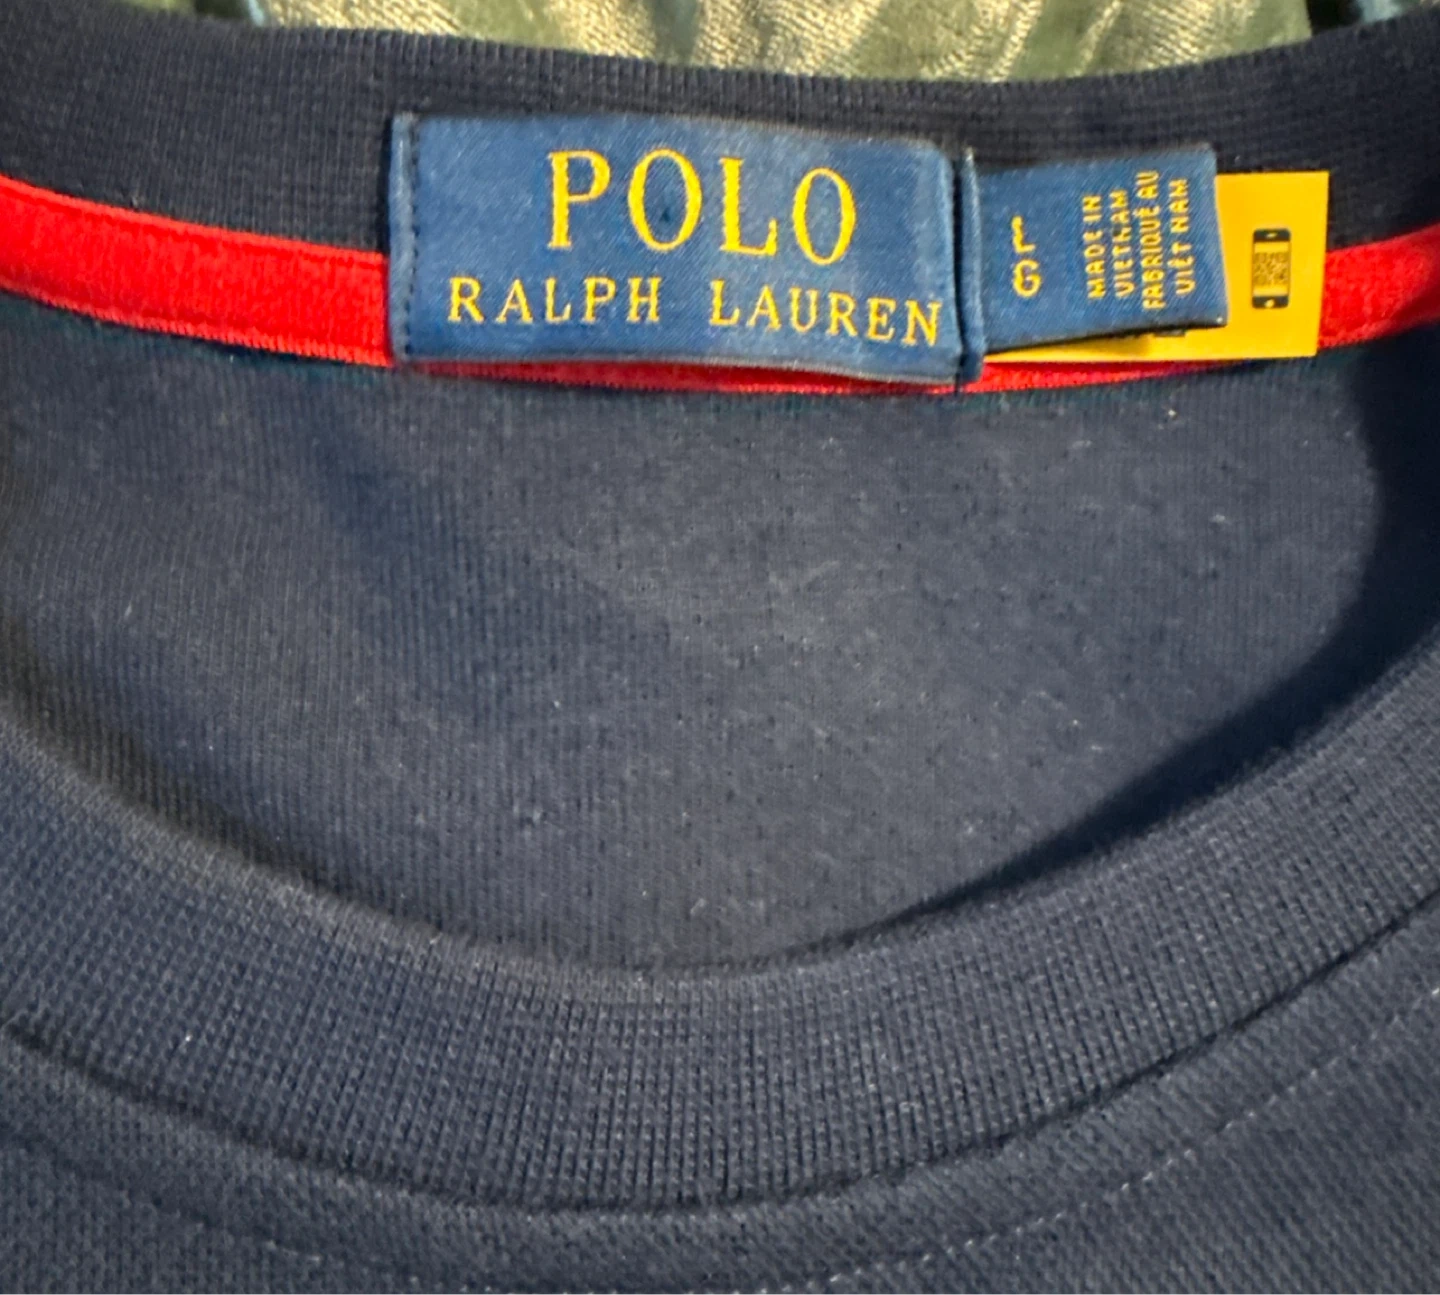 POLO
RALPH LAUREN
L
G
MADE IN
VIETNAM
FABRIQUÉ AU
VIÊT NAM